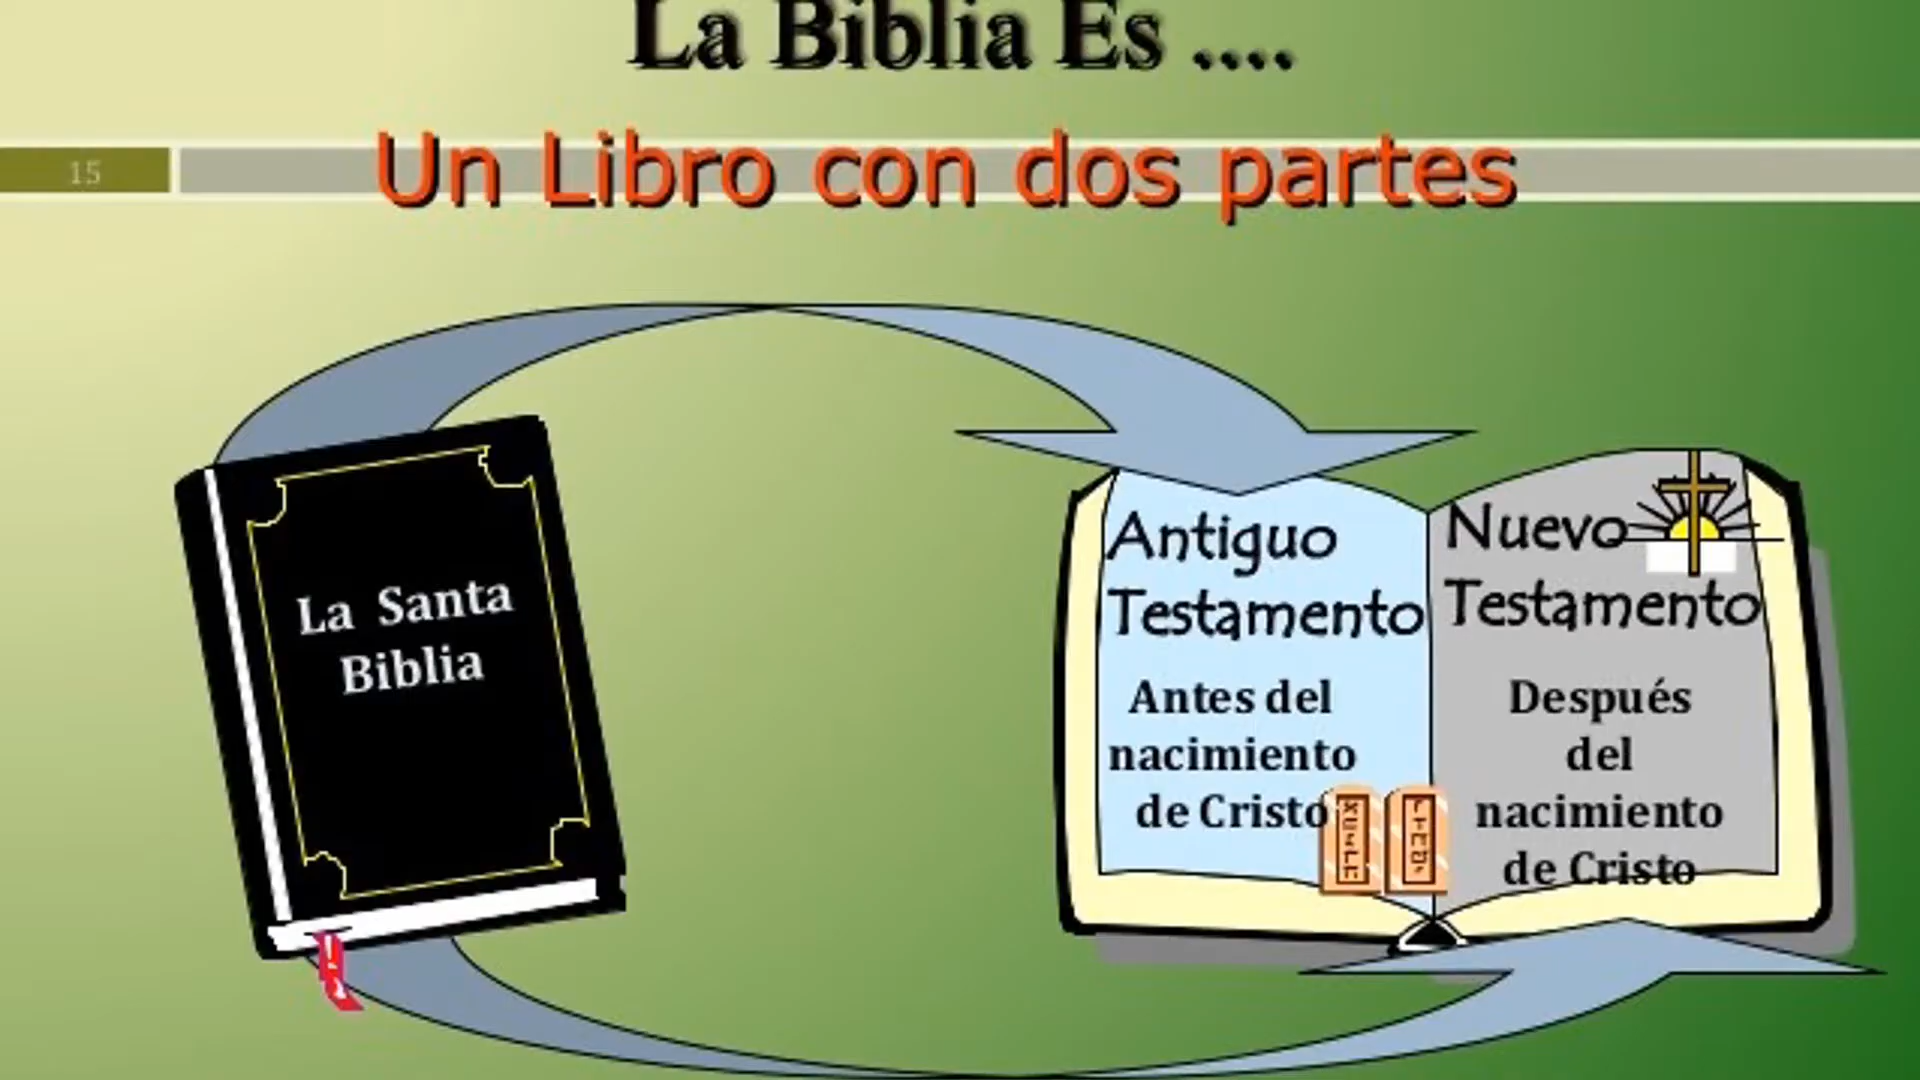 La Biblia Es ....
15
Un Libro con dos partes
La Santa
Biblia
Antiguo
Testamento
Antes del
nacimiento
de Cristo
Nuevo
Testamento
Después
del
nacimiento
de Cristo